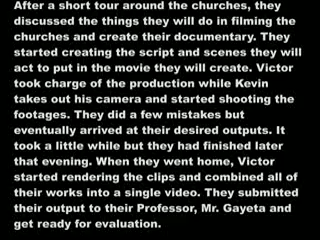 After a short tour around the churches, they
discussed the things they will do in filming the
churches and create their documentary. They
started creating the script and scenes they will
act to put in the movie they will create. Victor
took charge of the production while Kevin
takes out his camera and started shooting the
footages. They did a few mistakes but
eventually arrived at their desired outputs. It
took a little while but they had finished later
that evening. When they went home, Victor
started rendering the clips and combined all of
their works into a single video. They submitted
their output to their Professor, Mr. Gayeta and
get ready for evaluation.